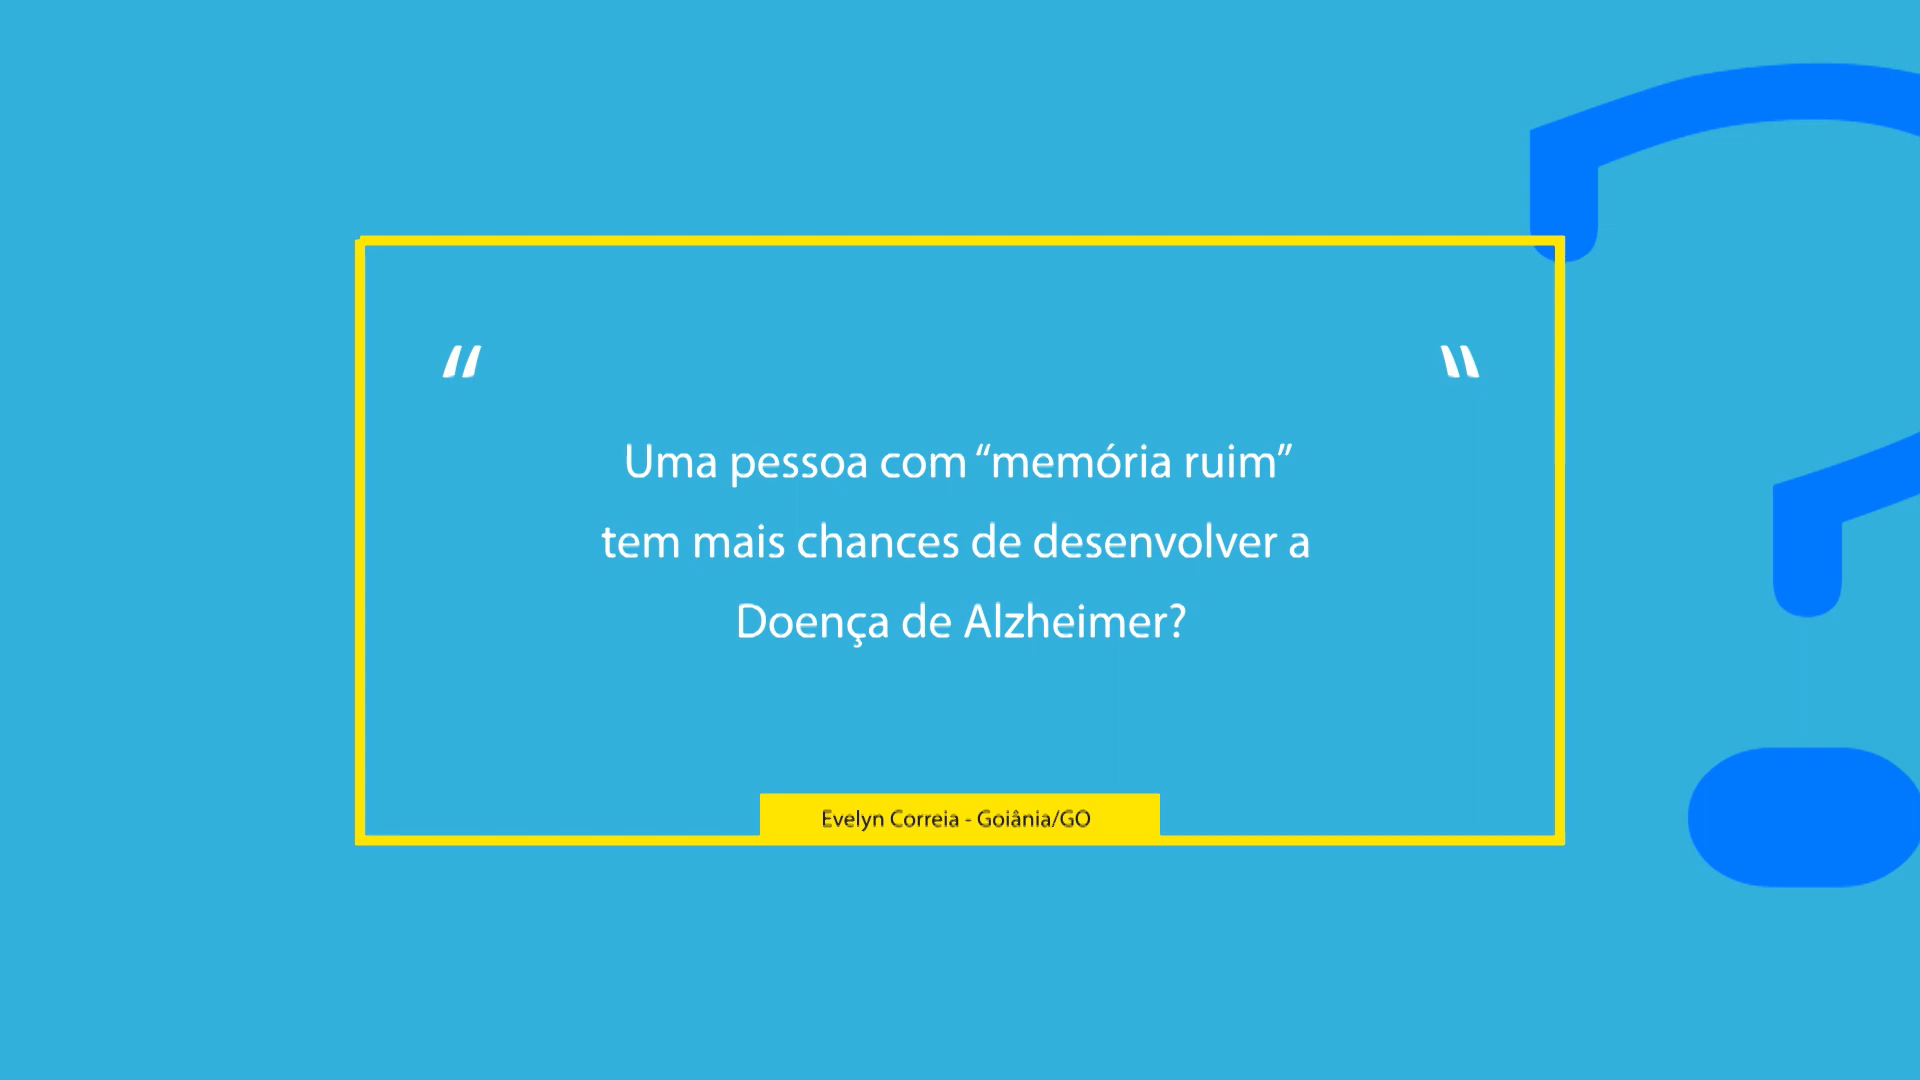 Uma pessoa com “memória ruim”
tem mais chances de desenvolver a
Doença de Alzheimer?
Evelyn Correia - Goiânia/GO